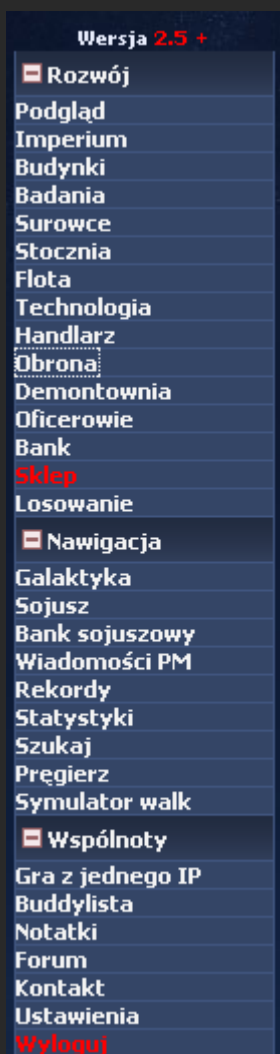 Wersja 2.5 +
Rozwój
Podgląd
Imperium
Budynki
Badania
Surowce
Stocznia
Flota
Technologia
Handlarz
Obrona
Demontownia
Oficerowie
Bank
Sklep
Losowanie
Nawigacja
Galaktyka
Sojusz
Bank sojuszowy
Wiadomości PM
Rekordy
Statystyki
Szukaj
Pręgierz
Symulator walk
Wspólnoty
Gra z jednego IP
Buddylista
Notatki
Forum
Kontakt
Ustawienia
Wyloguj